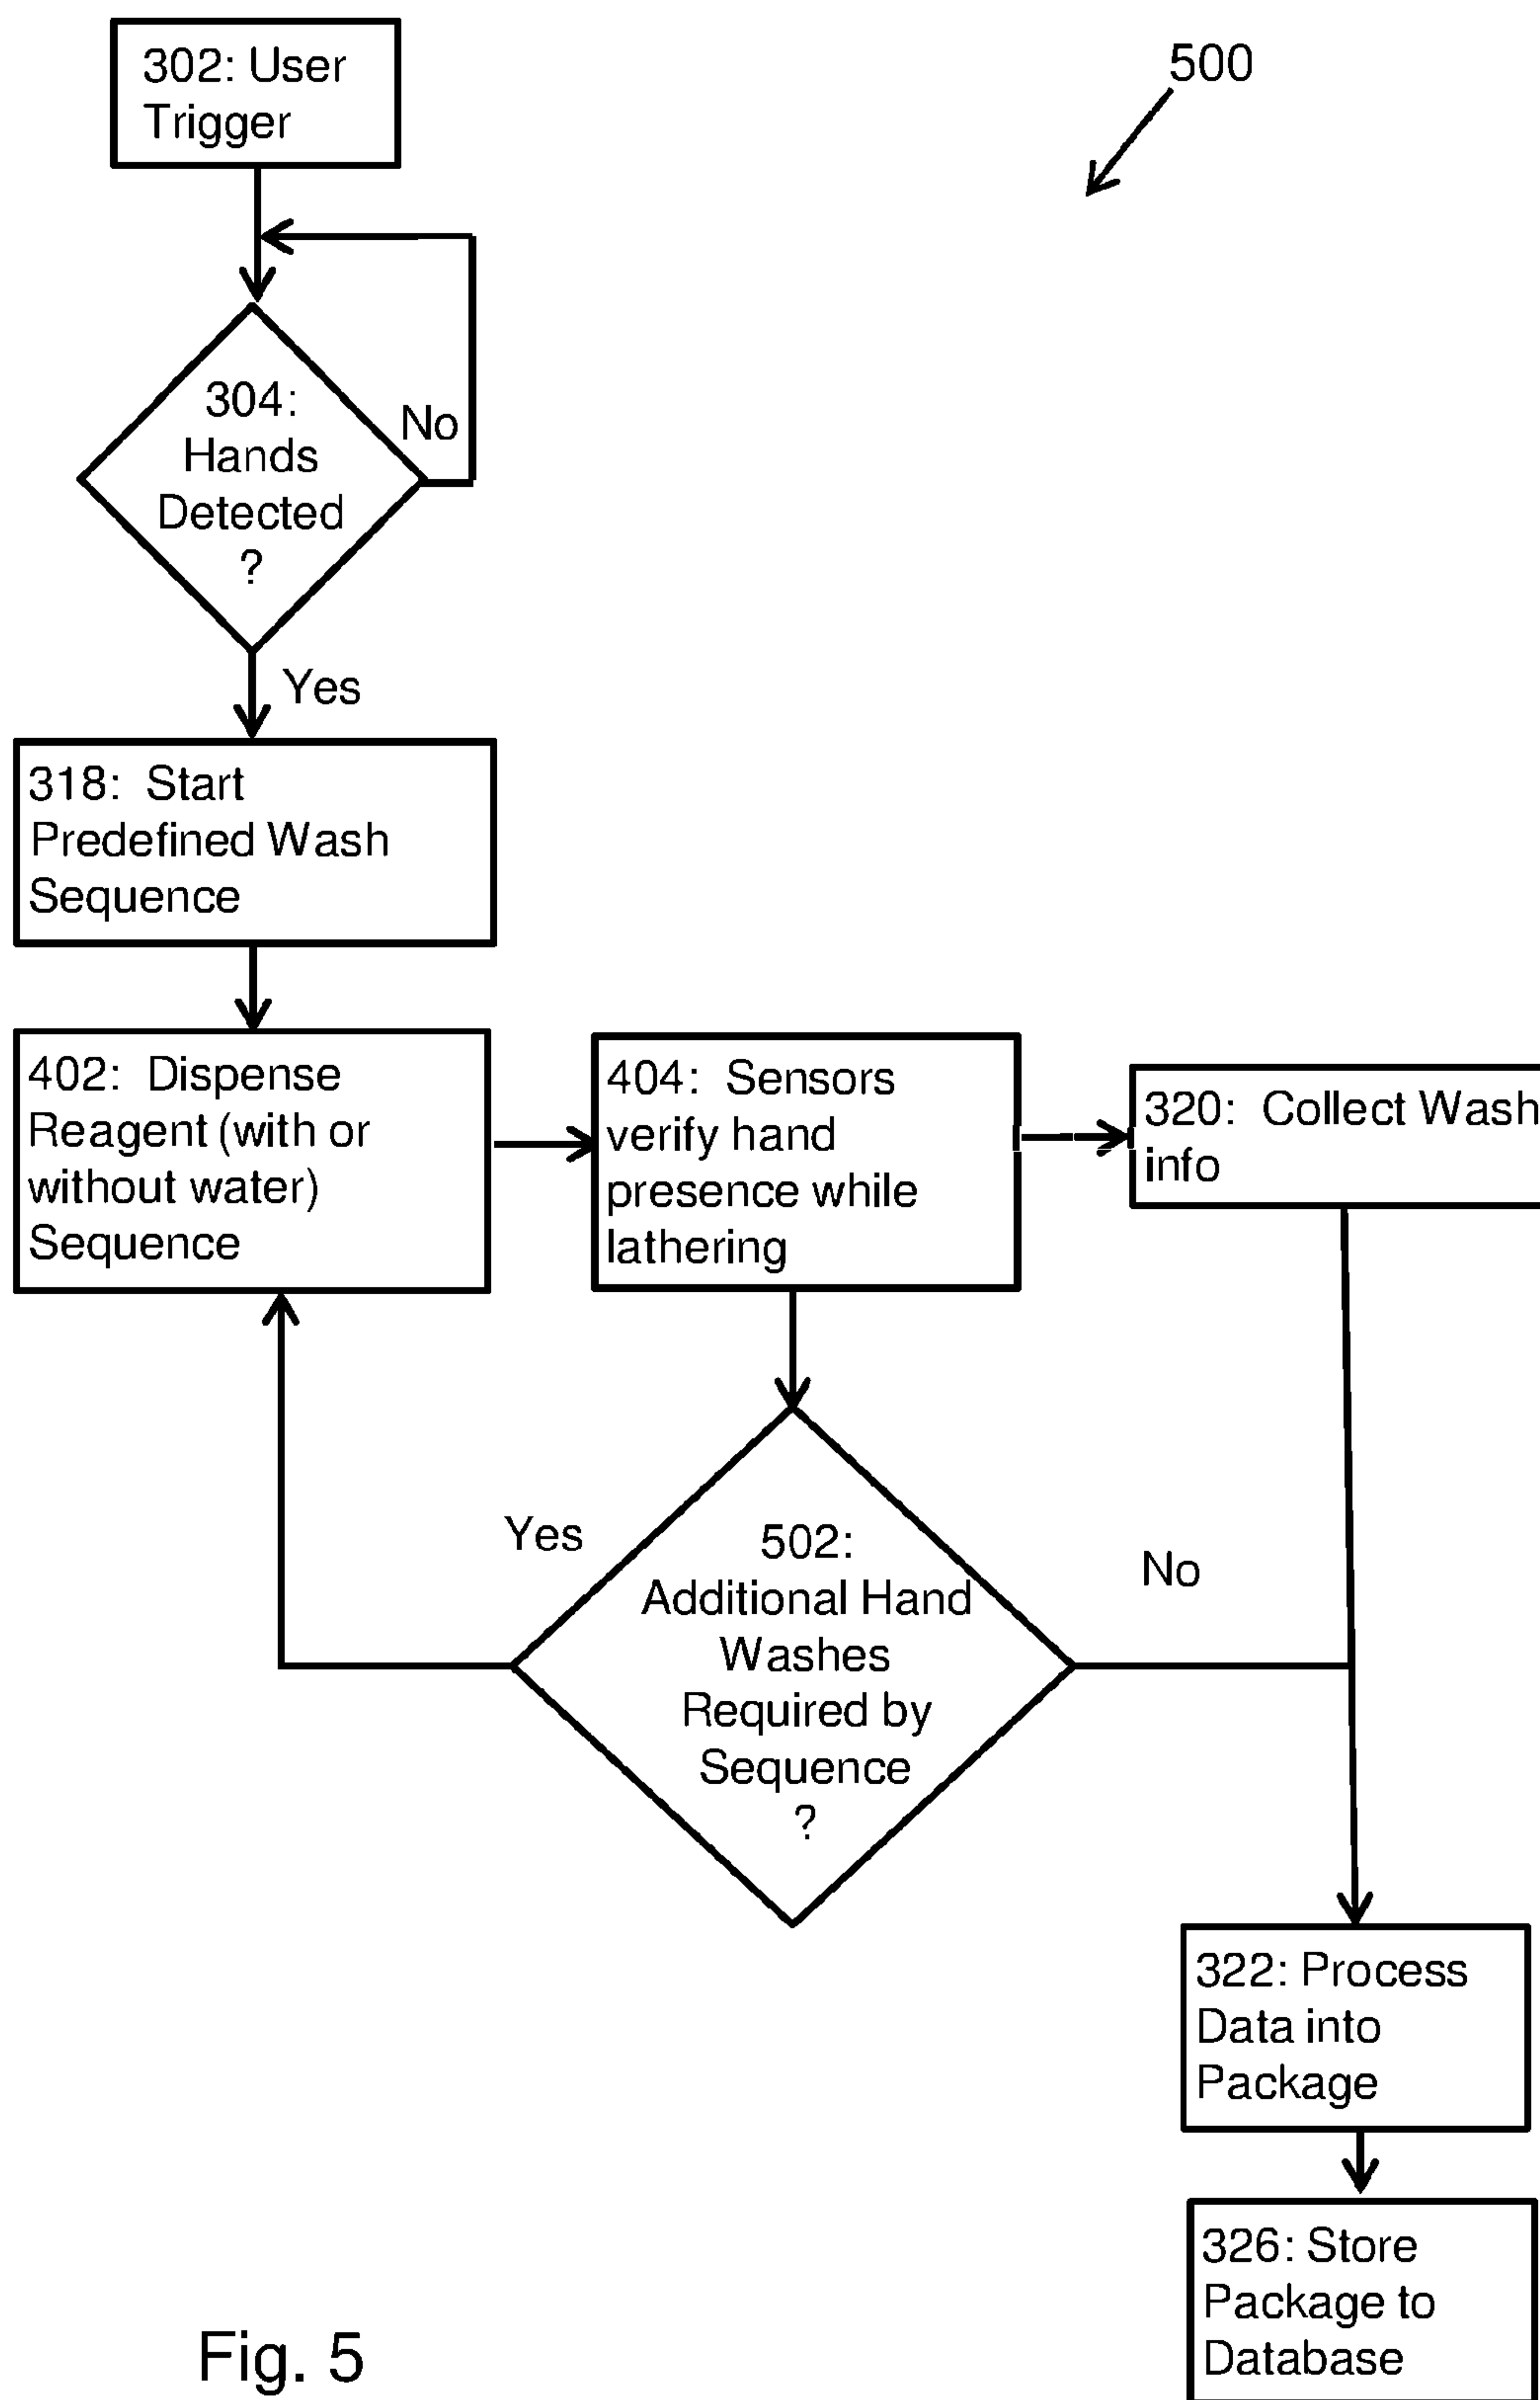 302: User
Trigger
500
304:
Hands
Detected
?
No
Yes
318: Start
Predefined Wash
Sequence
402: Dispense
Reagent (with or
without water)
Sequence
404: Sensors
verify hand
presence while
lathering
320: Collect Wash
info
Yes
502:
Additional Hand
Washes
Required by
Sequence
?
No
322: Process
Data into
Package
326: Store
Package to
Database
Fig. 5